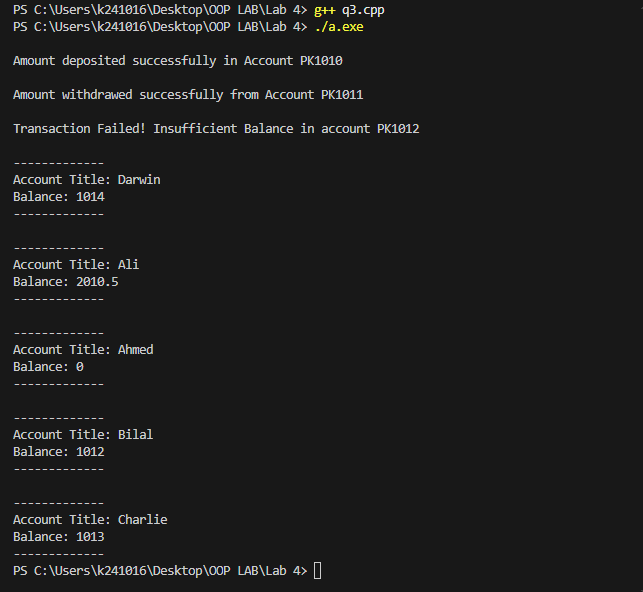 PS C:\Users\k241016\Desktop\OOP LAB\Lab 4> g++ q3.cpp
PS C:\Users\k241016\Desktop\OOP LAB\Lab 4> ./a.exe
Amount deposited successfully in Account PK1010
Amount withdrawed successfully from Account PK1011
Transaction Failed! Insufficient Balance in account PK1012
-------------
Account Title: Darwin
Balance: 1014
-------------
-------------
Account Title: Ali
Balance: 2010.5
-------------
-------------
Account Title: Ahmed
Balance: 0
-------------
-------------
Account Title: Bilal
Balance: 1012
-------------
-------------
Account Title: Charlie
Balance: 1013
-------------
PS C:\Users\k241016\Desktop\OOP LAB\Lab 4>